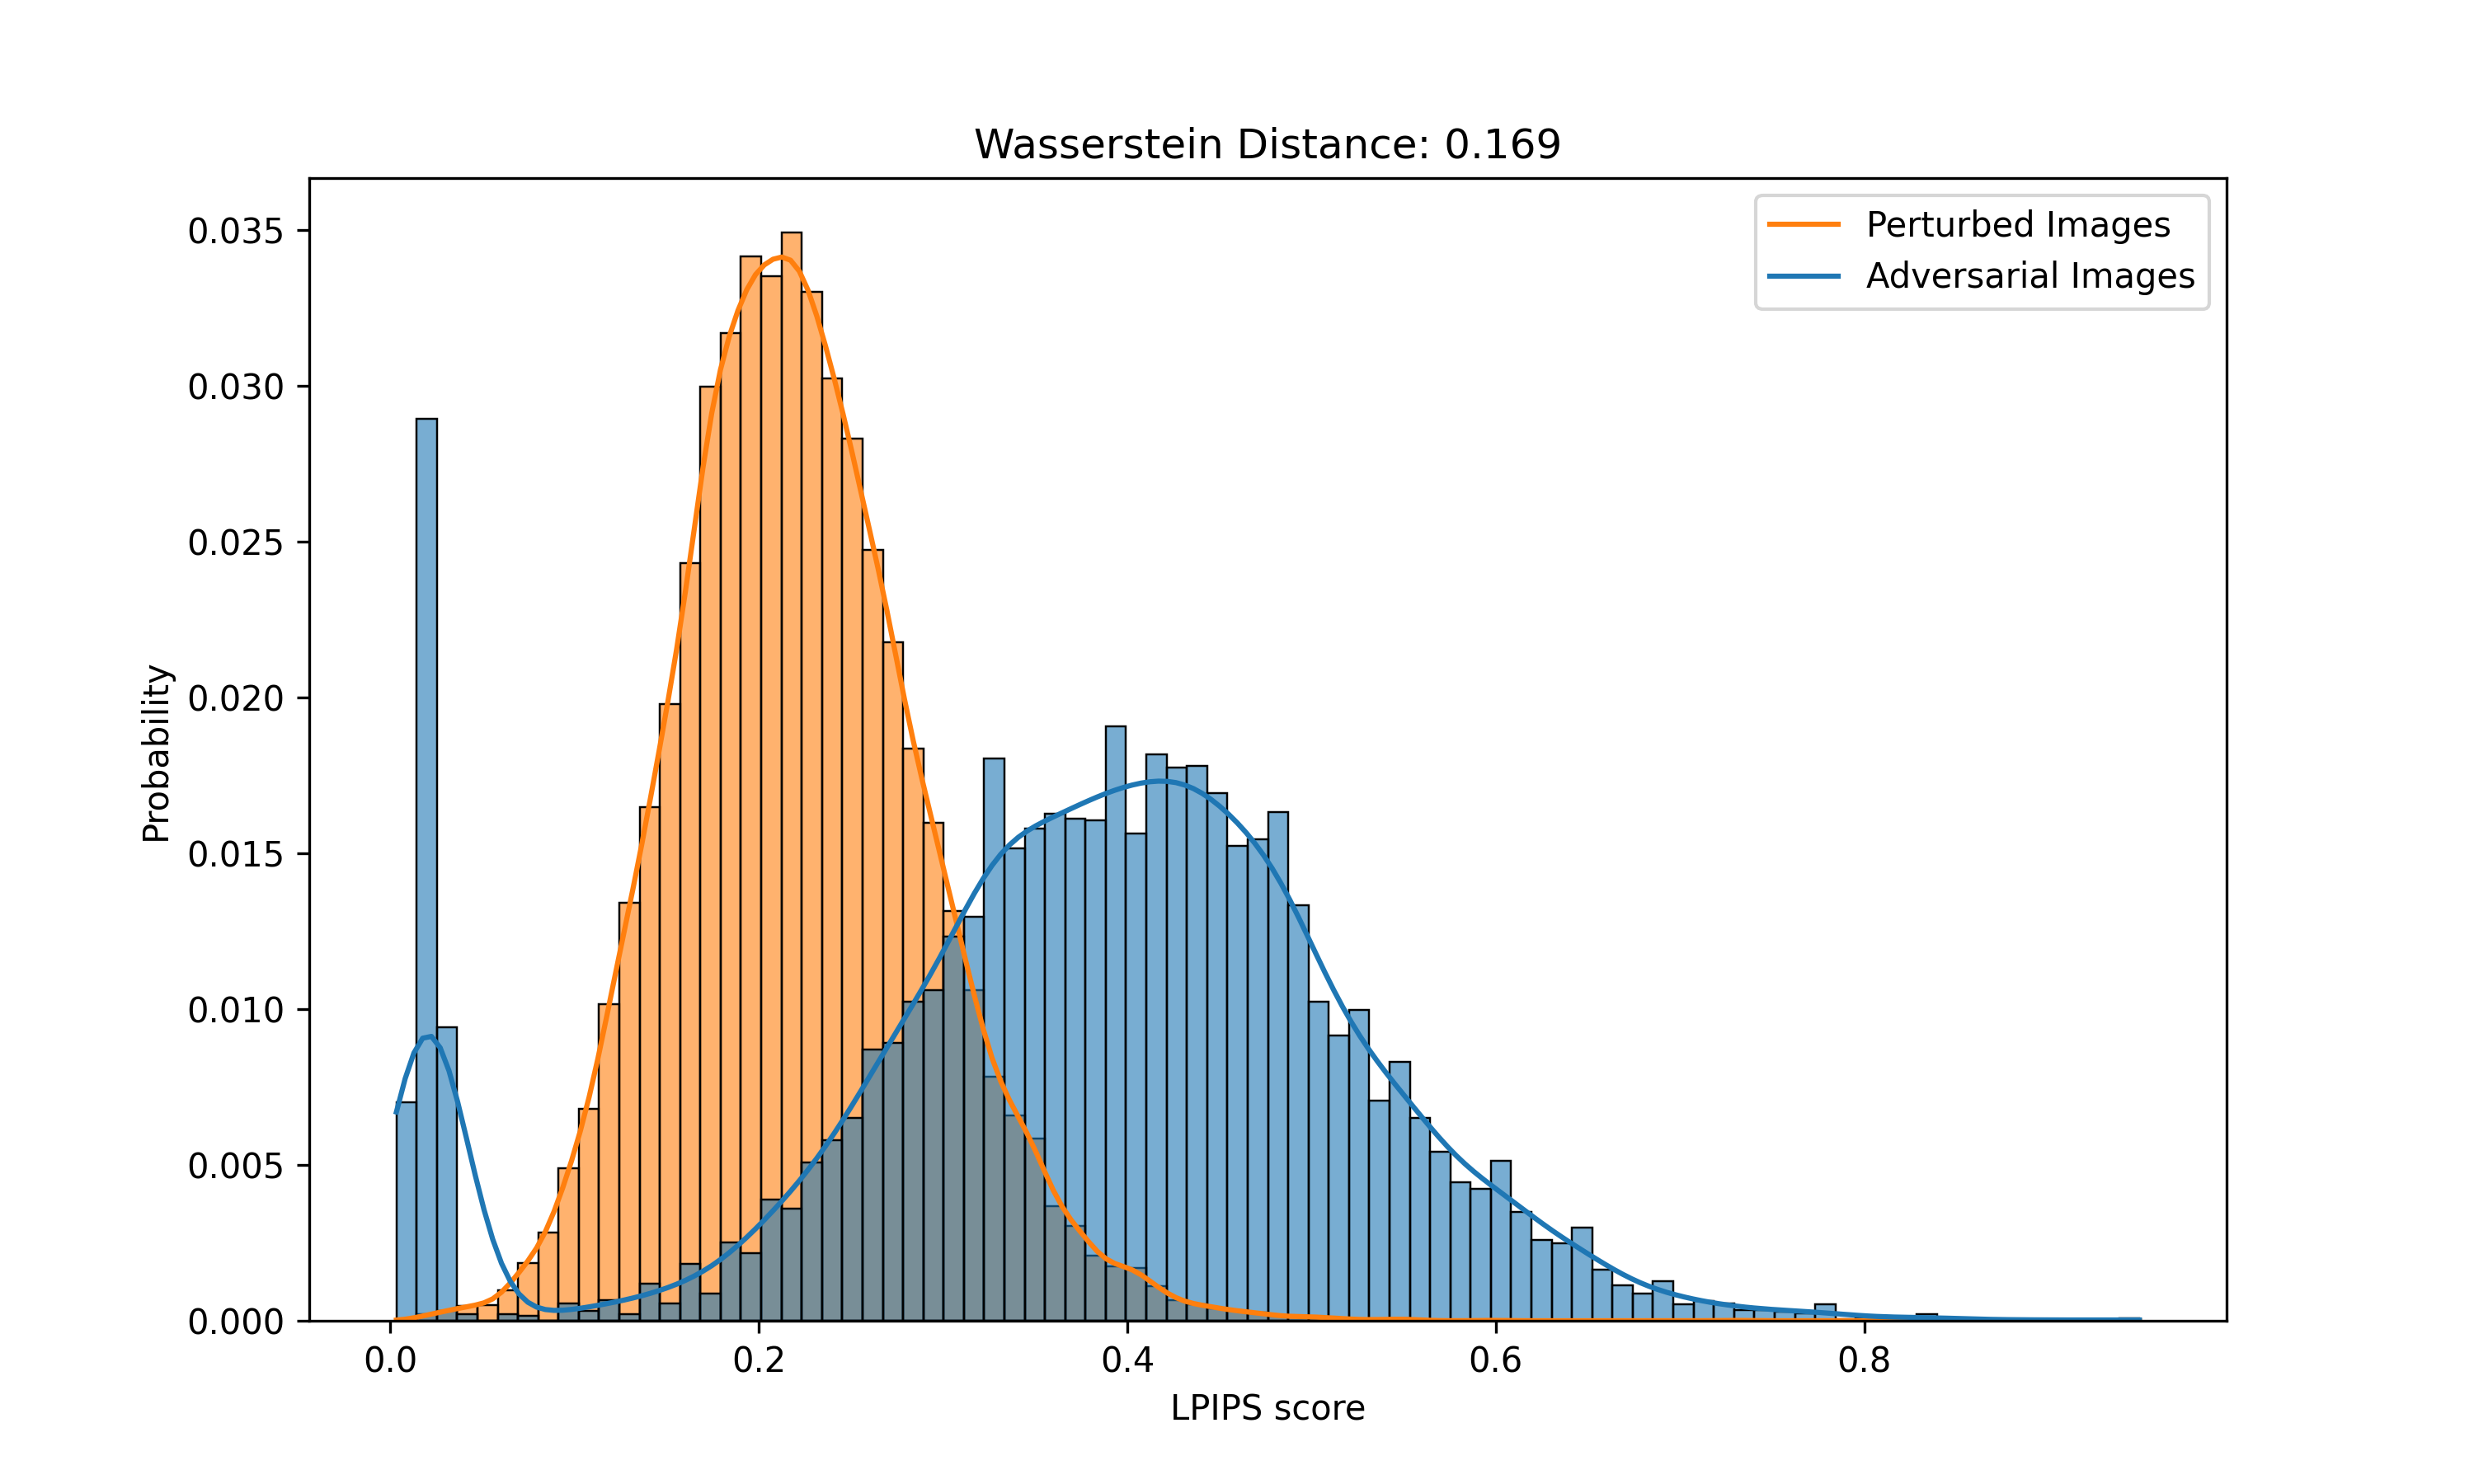 Wasserstein Distance: 0.169
Perturbed Images
Adversarial Images
0.035
0.030
0.025
0.020
0.015
0.010
0.005
0.000
Probability
0.0 0.2 0.4 0.6 0.8
LPIPS score